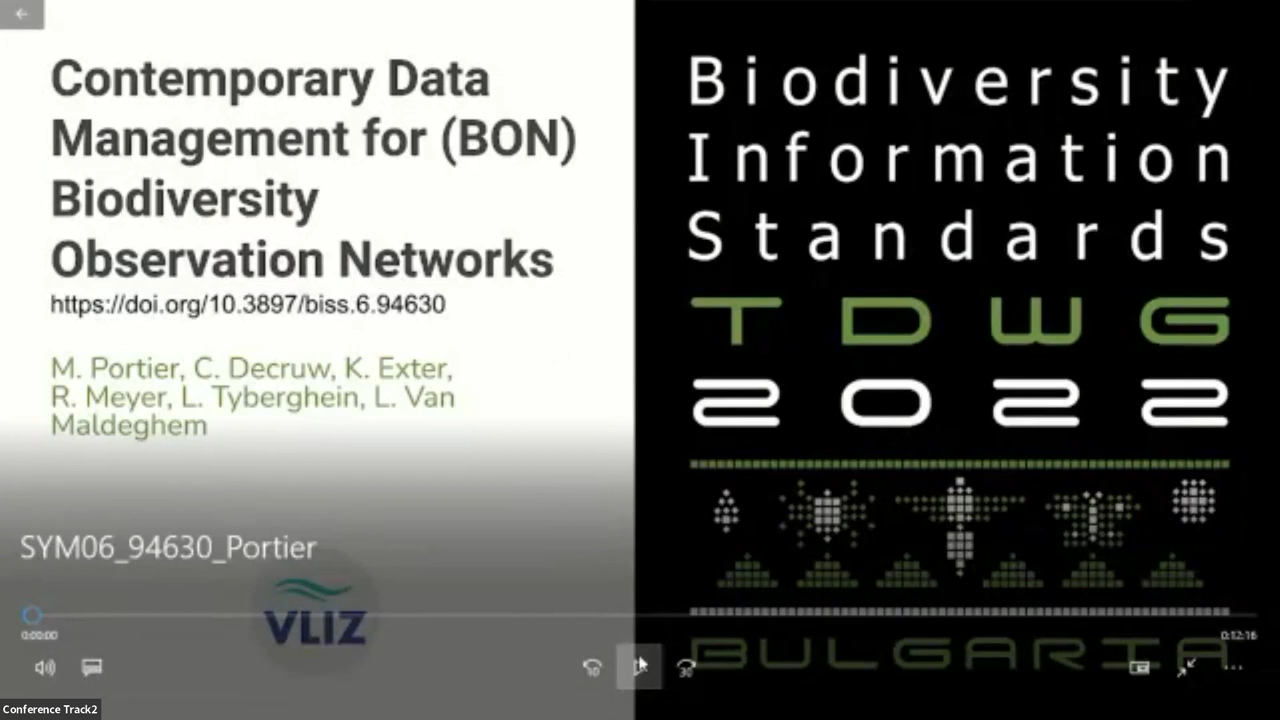 Contemporary Data
Management for (BON)
Biodiversity
Observation Networks
https://doi.org/10.3897/biss.6.94630
M. Portier, C. Decruw, K. Exter,
R. Meyer, L. Tyberghein, L. Van
Maldeghem
SYM06_94630_Portier
VLIZ
0:00:00
10
30
Biodiversity
Information
Standards
TDWG
2022
BULGARIA
0:12:16
Conference Track2